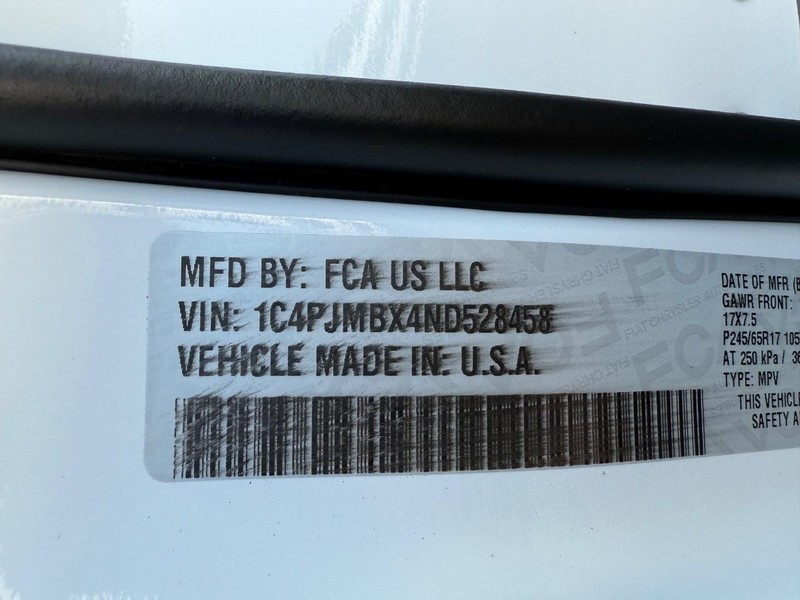 MFD BY: FCA US LLC
VIN: 1C4PJMBX4ND528458
VEHICLE MADE IN: U.S.A.
DATE OF MFR
GAWR FRONT:
17X7.5
P245/65R17 105
AT 250 kPa /
TYPE: MPV
THIS VEHICLE
SAFETY